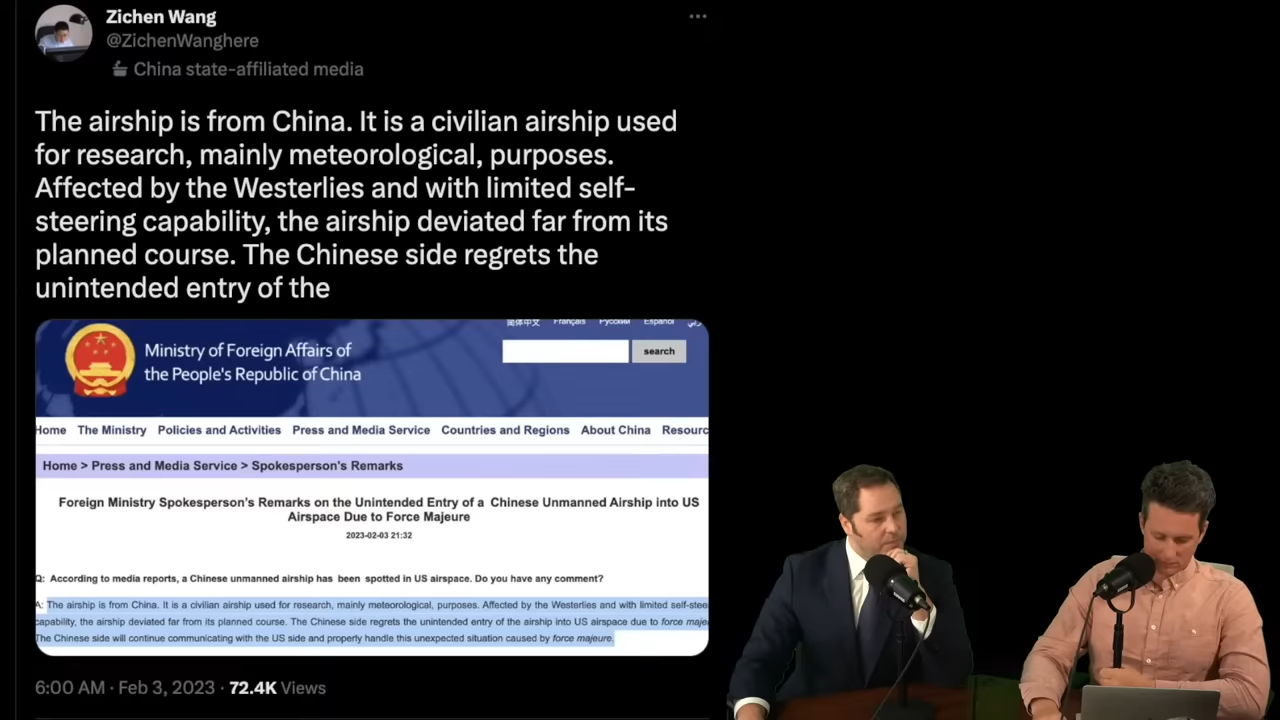 Zichen Wang
@ZichenWanghere
China state-affiliated media
The airship is from China. It is a civilian airship used
for research, mainly meteorological, purposes.
Affected by the Westerlies and with limited self-
steering capability, the airship deviated far from its
planned course. The Chinese side regrets the
unintended entry of the
简体中文 Français Русский Español عربي
Ministry of Foreign Affairs of
the People's Republic of China
search
Home The Ministry Policies and Activities Press and Media Service Countries and Regions About China Resourc
Home > Press and Media Service > Spokesperson's Remarks
Foreign Ministry Spokesperson's Remarks on the Unintended Entry of a Chinese Unmanned Airship into US
Airspace Due to Force Majeure
2023-02-03 21:32
Q: According to media reports, a Chinese unmanned airship has been spotted in US airspace. Do you have any comment?
A: The airship is from China. It is a civilian airship used for research, mainly meteorological, purposes. Affected by the Westerlies and with limited self-stee
capability, the airship deviated far from its planned course. The Chinese side regrets the unintended entry of the airship into US airspace due to force maje
The Chinese side will continue communicating with the US side and properly handle this unexpected situation caused by force majeure.
6:00 AM · Feb 3, 2023 · 72.4K Views